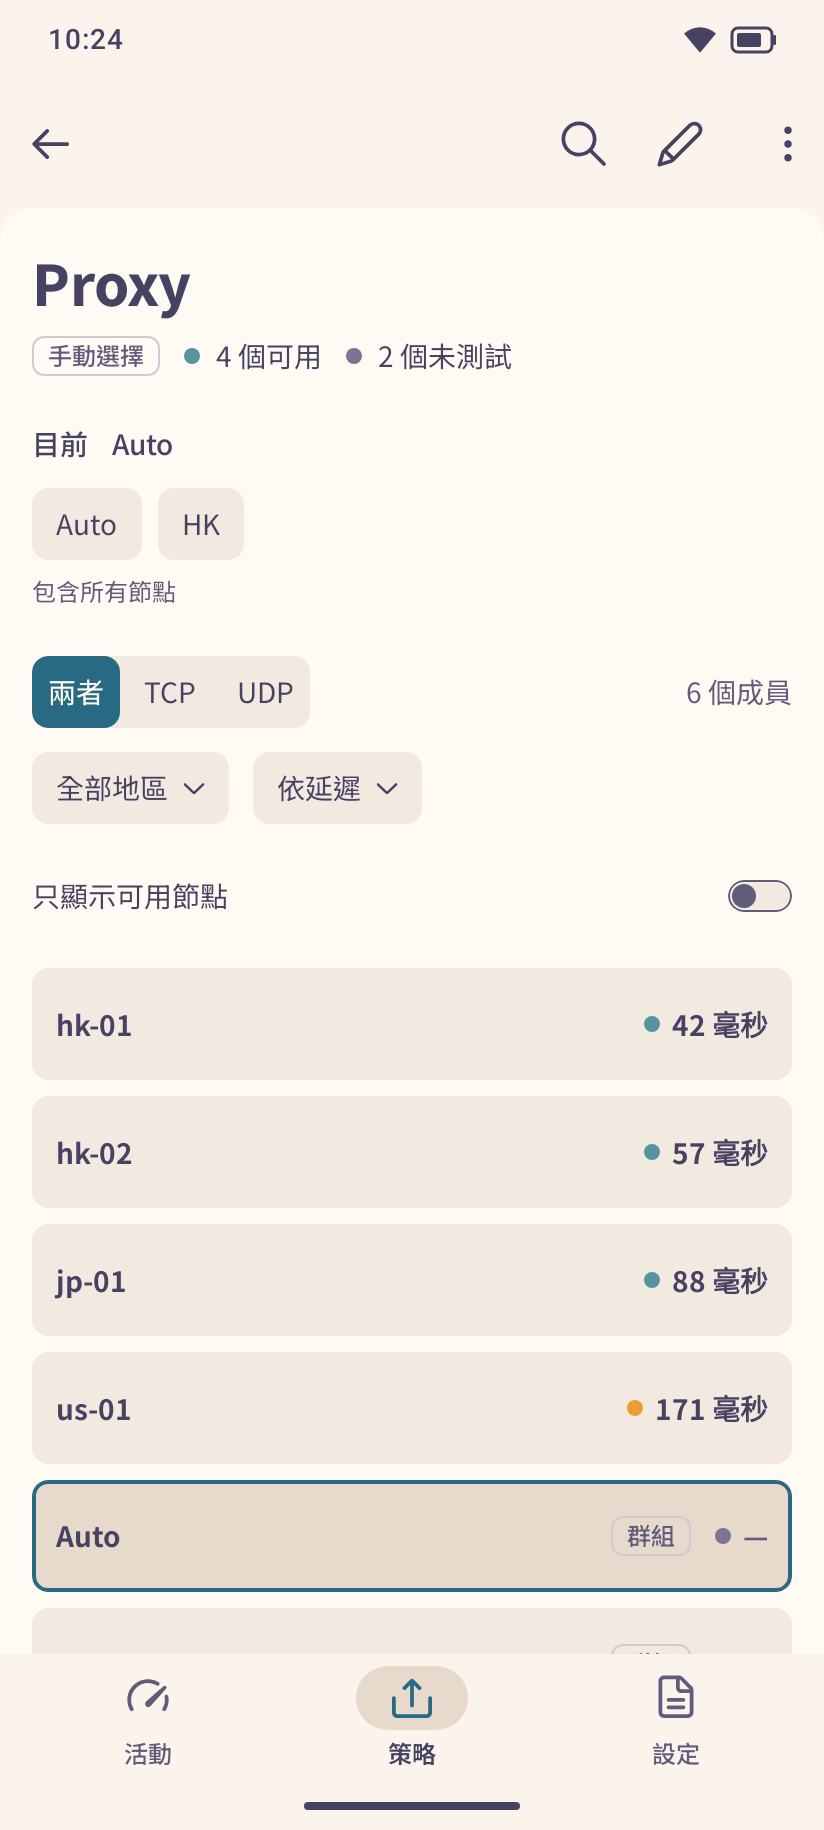 10:24
Proxy
手動選擇 4 個可用 2 個未測試
目前 Auto
Auto HK
包含所有節點
兩者 TCP UDP 6 個成員
全部地區 依延遲
只顯示可用節點
hk-01 42 毫秒
hk-02 57 毫秒
jp-01 88 毫秒
us-01 171 毫秒
Auto 群組 —
活動 策略 設定